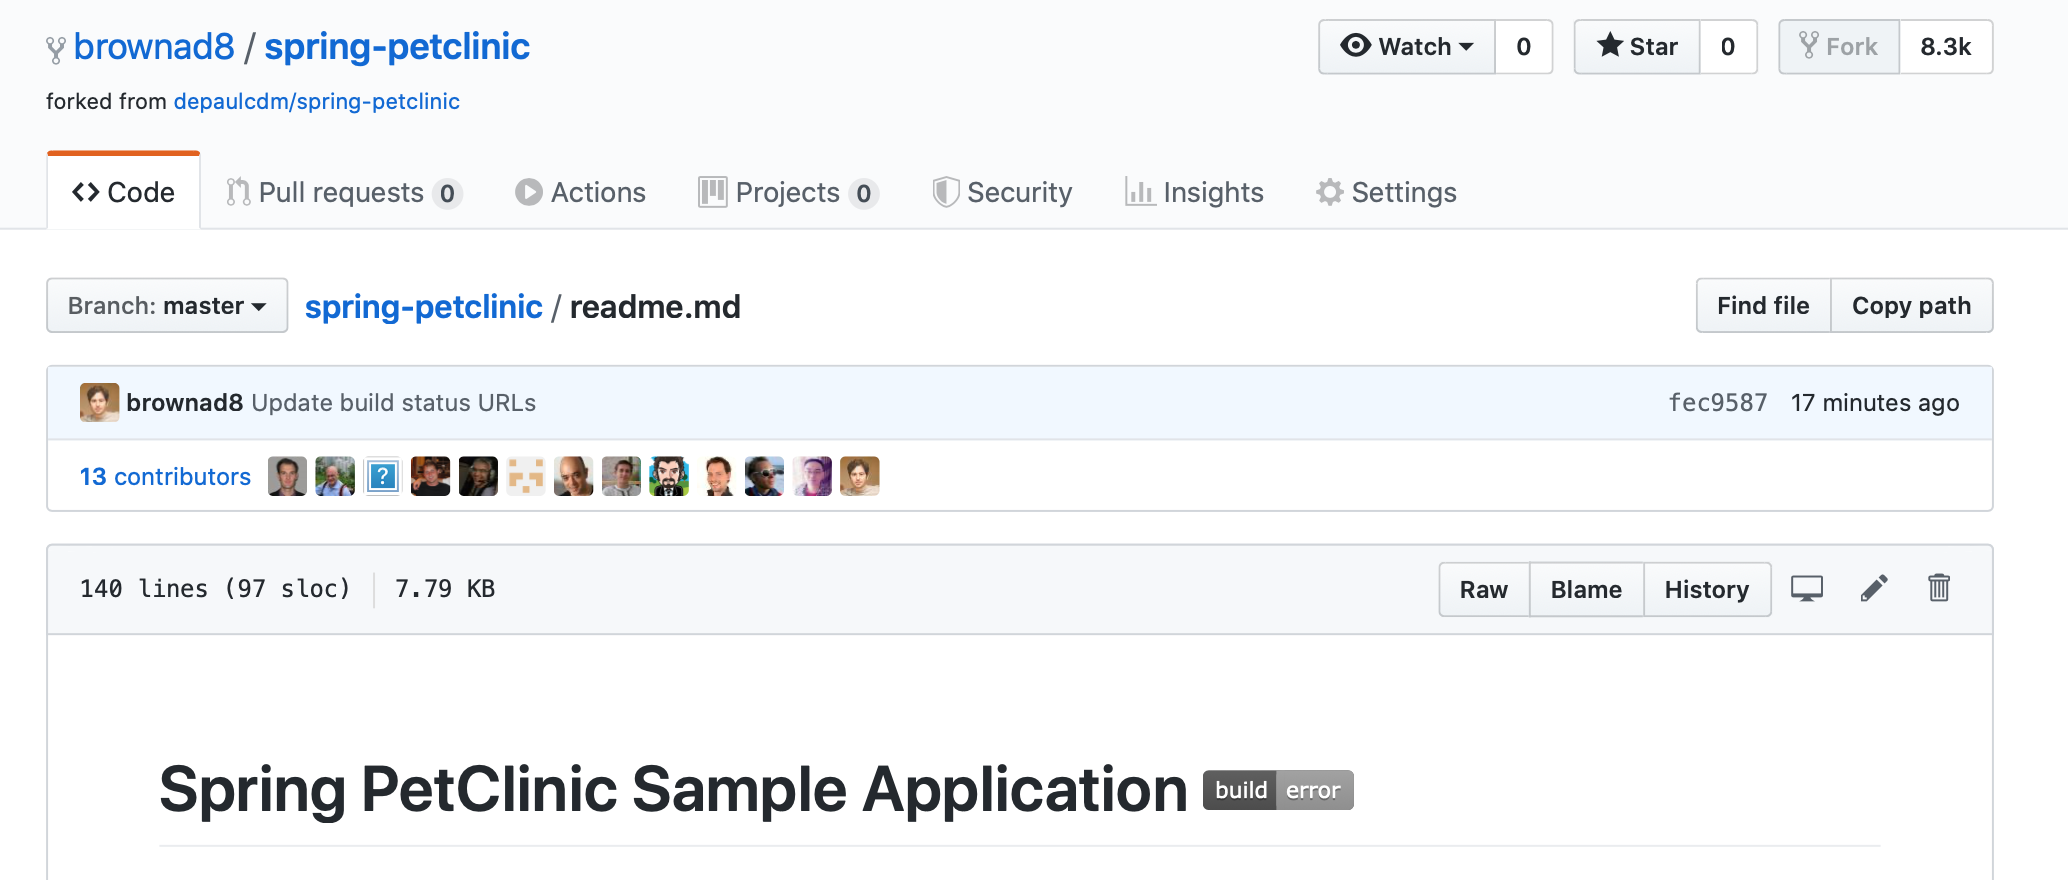 brownad8 / spring-petclinic
Watch 0 Star 0 Fork 8.3k
forked from depaulcdm/spring-petclinic
Code Pull requests 0 Actions Projects 0 Security Insights Settings
Branch: master spring-petclinic / readme.md Find file Copy path
brownad8 Update build status URLs fec9587 17 minutes ago
13 contributors ?
140 lines (97 sloc) 7.79 KB Raw Blame History
Spring PetClinic Sample Application build error